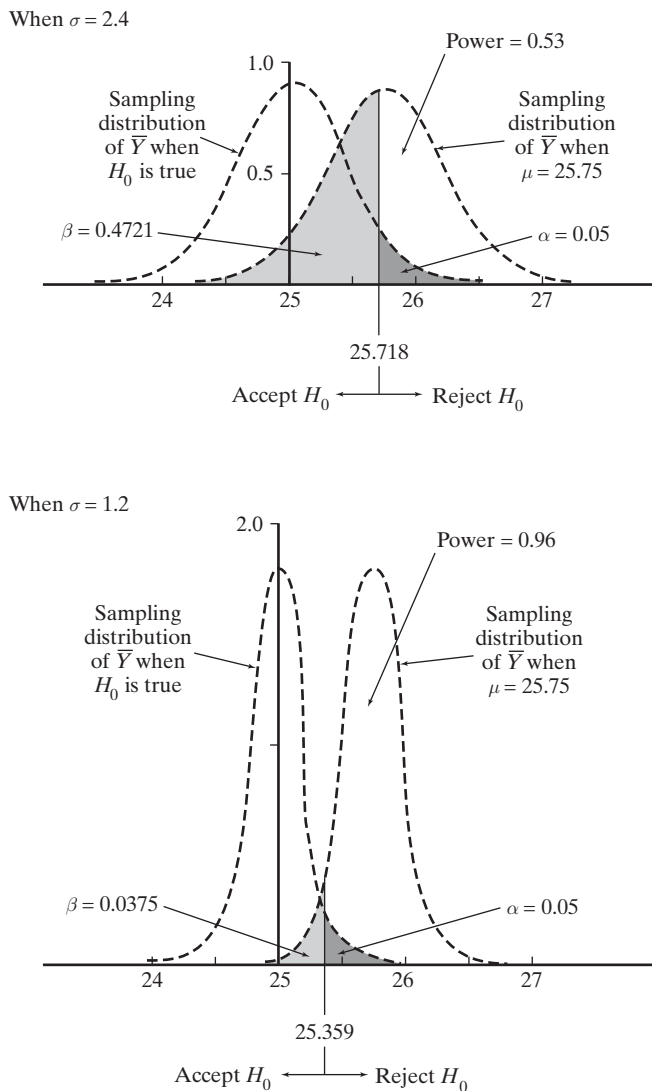 When σ = 2.4
Power = 0.53
1.0
Sampling
distribution
of Y̅ when
H₀ is true
Sampling
distribution
of Y̅ when
μ = 25.75
0.5
β = 0.4721
α = 0.05
24
25
26
27
25.718
Accept H₀
Reject H₀
When σ = 1.2
2.0
Power = 0.96
Sampling
distribution
of Y̅ when
H₀ is true
Sampling
distribution
of Y̅ when
μ = 25.75
β = 0.0375
α = 0.05
24
25
26
27
25.359
Accept H₀
Reject H₀